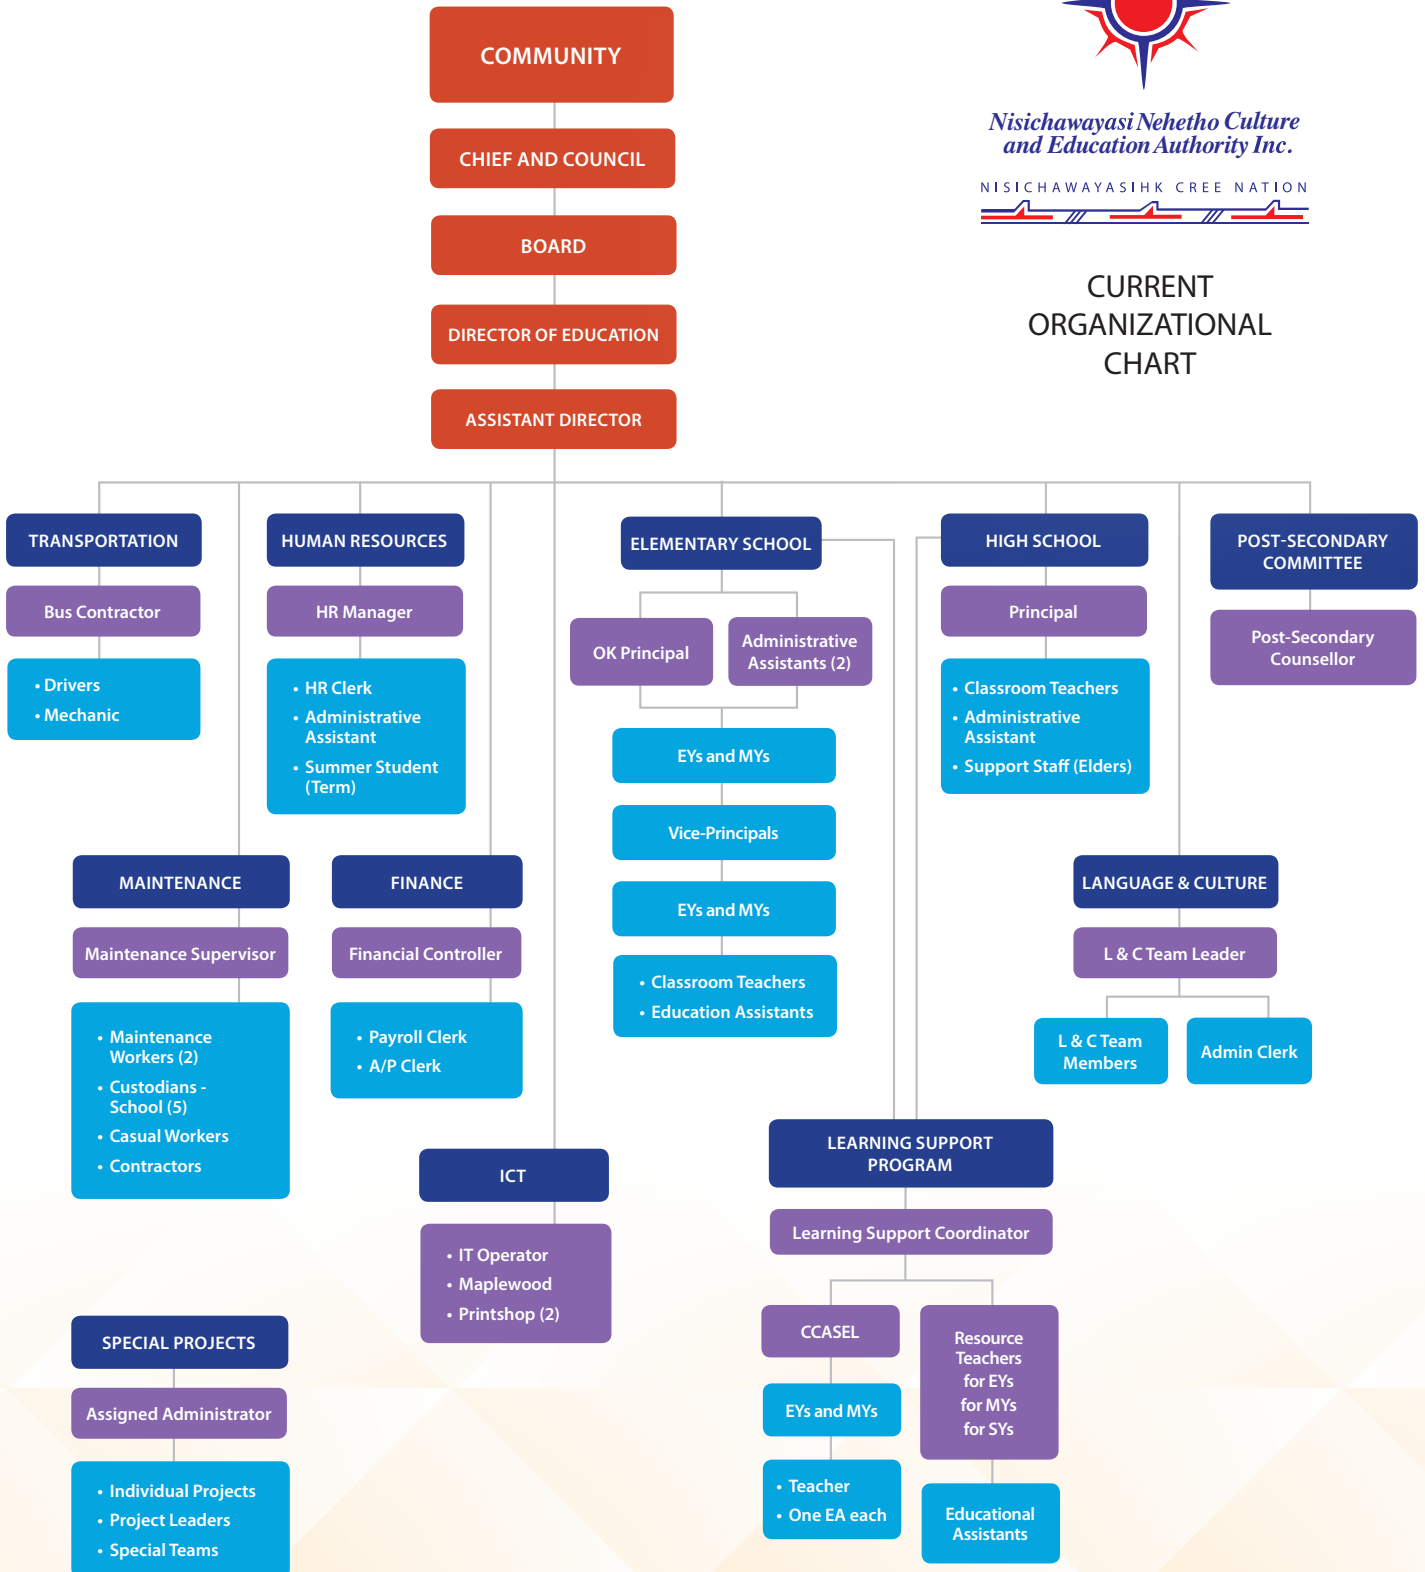 COMMUNITY
Nisichawayasi Nehetho Culture
and Education Authority Inc.
NISICHAWAYASIHK CREE NATION
CHIEF AND COUNCIL
BOARD
CURRENT
ORGANIZATIONAL
CHART
DIRECTOR OF EDUCATION
ASSISTANT DIRECTOR
TRANSPORTATION
Bus Contractor
• Drivers
• Mechanic
HUMAN RESOURCES
HR Manager
• HR Clerk
• Administrative
Assistant
• Summer Student
(Term)
ELEMENTARY SCHOOL
OK Principal
Administrative
Assistants (2)
EYs and MYs
Vice-Principals
EYs and MYs
• Classroom Teachers
• Education Assistants
HIGH SCHOOL
Principal
• Classroom Teachers
• Administrative
Assistant
• Support Staff (Elders)
POST-SECONDARY
COMMITTEE
Post-Secondary
Counsellor
MAINTENANCE
Maintenance Supervisor
• Maintenance
Workers (2)
• Custodians -
School (5)
• Casual Workers
• Contractors
FINANCE
Financial Controller
• Payroll Clerk
• A/P Clerk
LANGUAGE & CULTURE
L & C Team Leader
L & C Team
Members
Admin Clerk
ICT
• IT Operator
• Maplewood
• Printshop (2)
LEARNING SUPPORT
PROGRAM
Learning Support Coordinator
CCASEL
EYs and MYs
• Teacher
• One EA each
Resource
Teachers
for EYs
for MYs
for SYs
Educational
Assistants
SPECIAL PROJECTS
Assigned Administrator
• Individual Projects
• Project Leaders
• Special Teams